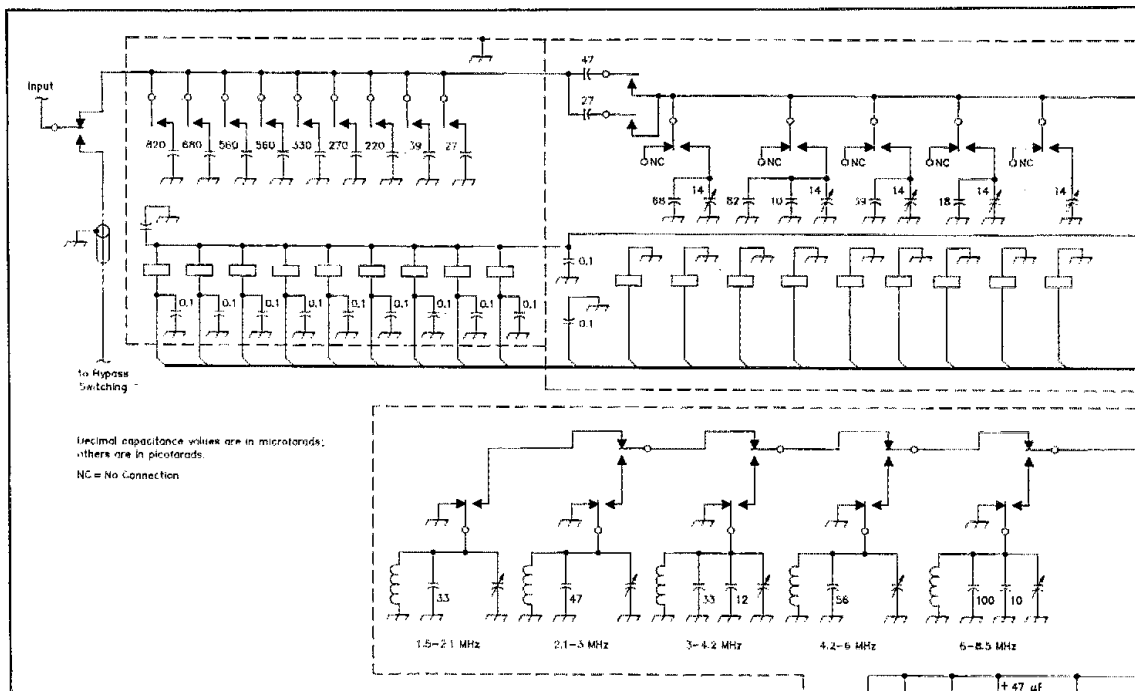 47
Input
27
820 680 560 560 330 270 220 39 27
NC NC NC NC NC
14 14 14 14 14
68 82 10 39 18
0.1
0.1 0.1 0.1 0.1 0.1 0.1 0.1 0.1 0.1
0.1
to Bypass
Switching
Decimal capacitance values are in microfarads;
others are in picofarads.
NC = No Connection
33 47 33 12 56 100 10
1.5-2.1 MHz 2.1-3 MHz 3-4.2 MHz 4.2-6 MHz 6-8.5 MHz
+ 47 µF